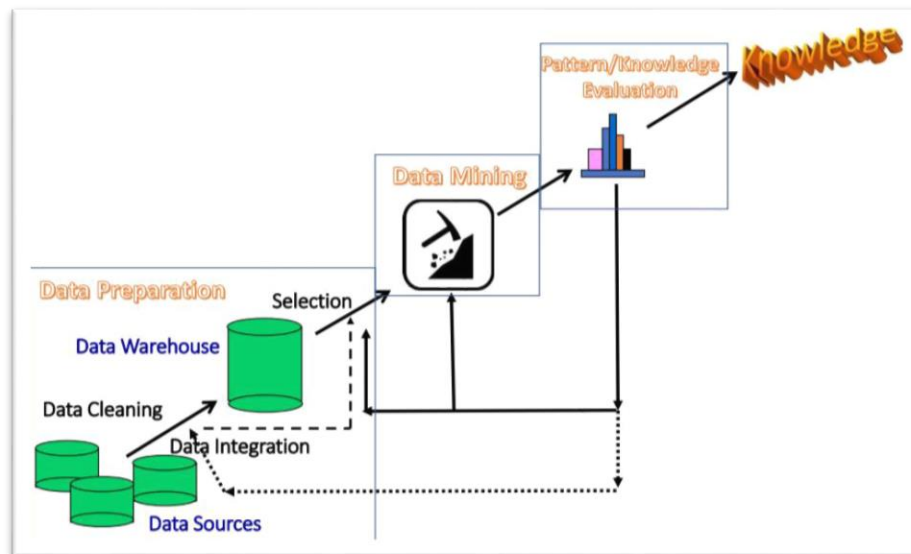 Knowledge
Pattern/Knowledge
Evaluation
Data Mining
Data Preparation
Selection
Data Warehouse
Data Cleaning
Data Integration
Data Sources